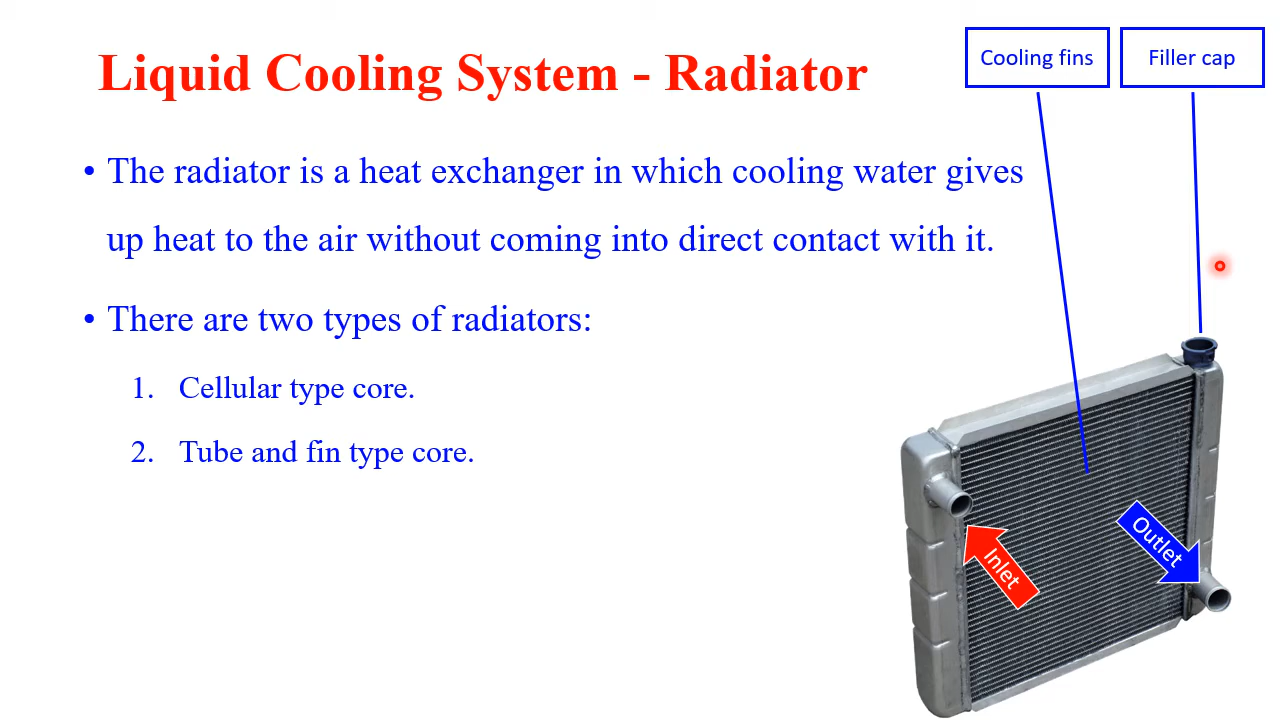 Liquid Cooling System - Radiator
Cooling fins
Filler cap
• The radiator is a heat exchanger in which cooling water gives
up heat to the air without coming into direct contact with it.
• There are two types of radiators:
1. Cellular type core.
2. Tube and fin type core.
Inlet
Outlet